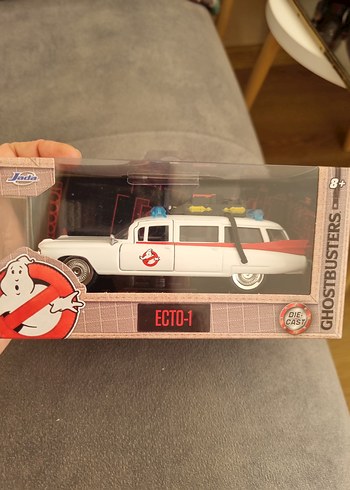 Jada
8+
GHOSTBUSTERS
ECTO-1
DIE-
CAST